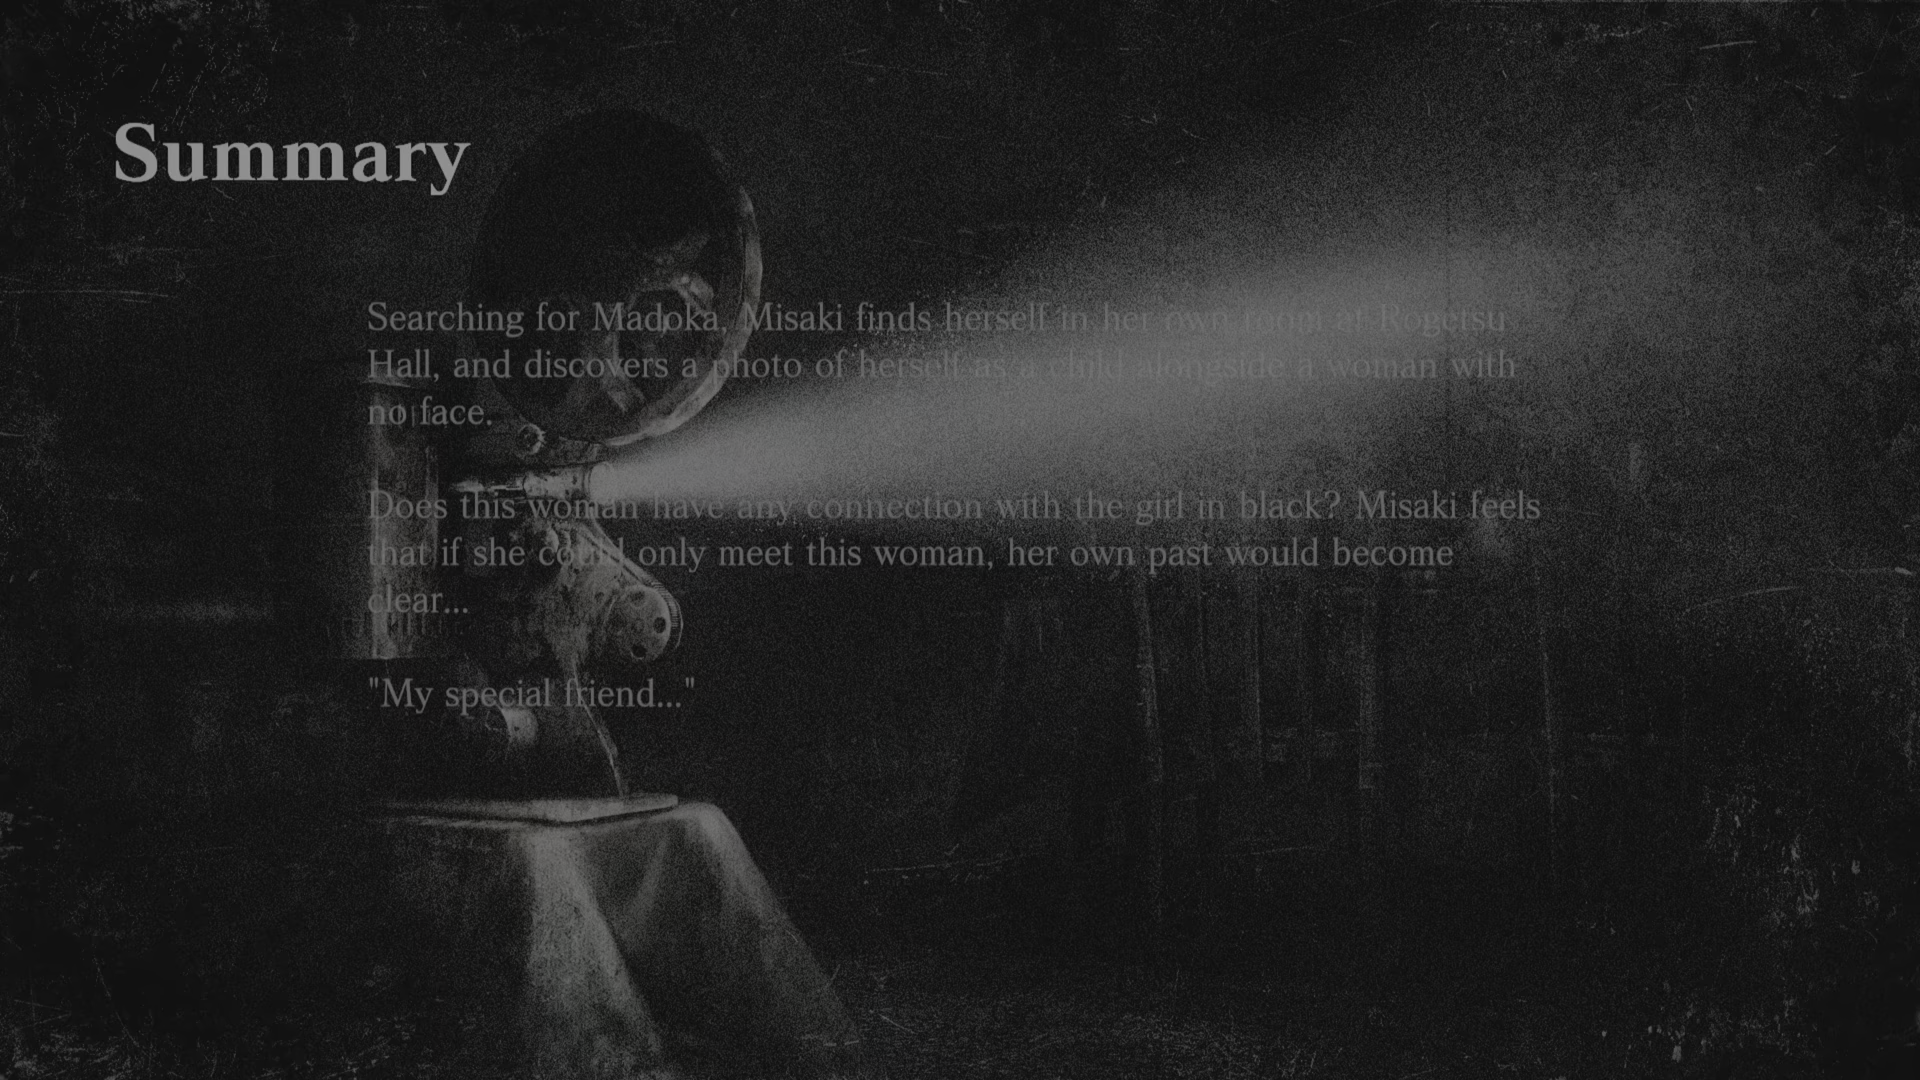 Summary
Searching for Madoka, Misaki finds herself in her own room at Rogetsu
Hall, and discovers a photo of herself as a child alongside a woman with
no face.
Does this woman have any connection with the girl in black? Misaki feels
that if she could only meet this woman, her own past would become
clear...
"My special friend..."